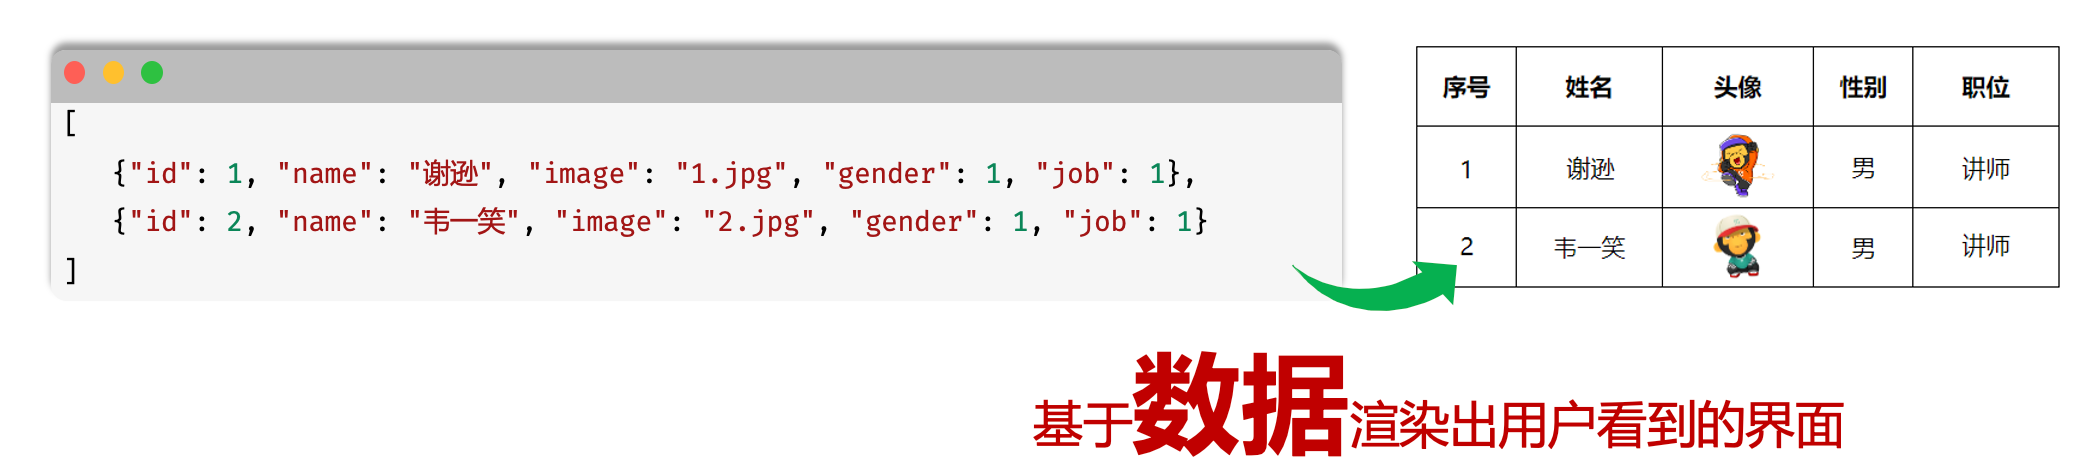 [
{"id": 1, "name": "谢逊", "image": "1.jpg", "gender": 1, "job": 1},
{"id": 2, "name": "韦一笑", "image": "2.jpg", "gender": 1, "job": 1}
]
序号 姓名 头像 性别 职位
1 谢逊 男 讲师
2 韦一笑 男 讲师
基于数据渲染出用户看到的界面